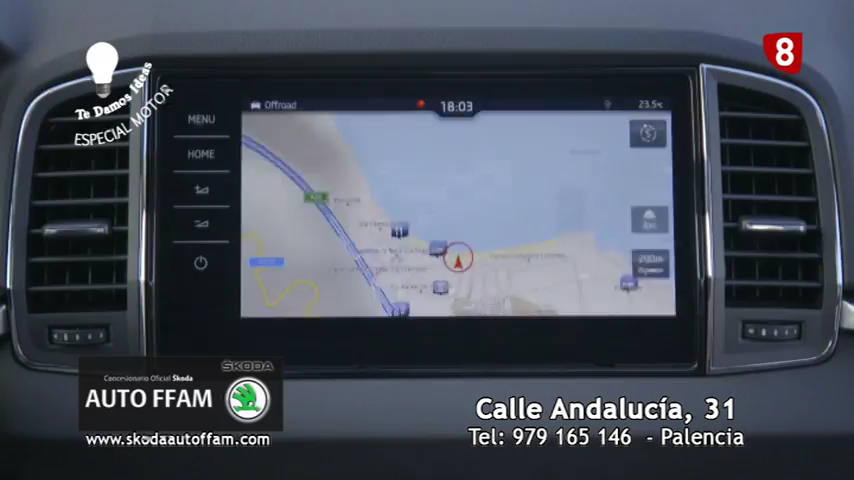 8
Te Damos Ideas
ESPECIAL MOTOR
Offroad
18:03
23.5°C
MENU
HOME
200m
ŠKODA
Concesionario Oficial Škoda
AUTO FFAM
www.skodaautoffam.com
Calle Andalucía, 31
Tel: 979 165 146 - Palencia